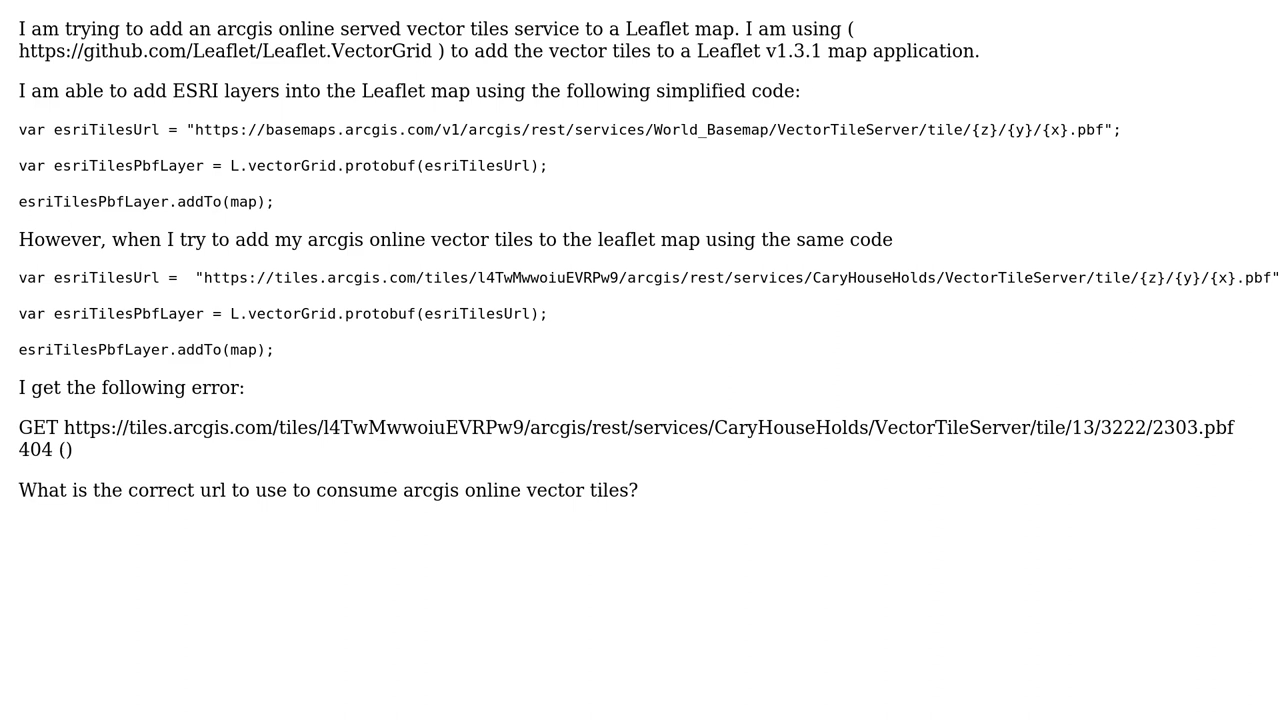 I am trying to add an arcgis online served vector tiles service to a Leaflet map. I am using (
https://github.com/Leaflet/Leaflet.VectorGrid ) to add the vector tiles to a Leaflet v1.3.1 map application.
I am able to add ESRI layers into the Leaflet map using the following simplified code:
var esriTilesUrl = "https://basemaps.arcgis.com/v1/arcgis/rest/services/World_Basemap/VectorTileServer/tile/{z}/{y}/{x}.pbf";
var esriTilesPbfLayer = L.vectorGrid.protobuf(esriTilesUrl);
esriTilesPbfLayer.addTo(map);
However, when I try to add my arcgis online vector tiles to the leaflet map using the same code
var esriTilesUrl =  "https://tiles.arcgis.com/tiles/l4TwMwwoiuEVRPw9/arcgis/rest/services/CaryHouseHolds/VectorTileServer/tile/{z}/{y}/{x}.pbf"
var esriTilesPbfLayer = L.vectorGrid.protobuf(esriTilesUrl);
esriTilesPbfLayer.addTo(map);
I get the following error:
GET https://tiles.arcgis.com/tiles/l4TwMwwoiuEVRPw9/arcgis/rest/services/CaryHouseHolds/VectorTileServer/tile/13/3222/2303.pbf
404 ()
What is the correct url to use to consume arcgis online vector tiles?